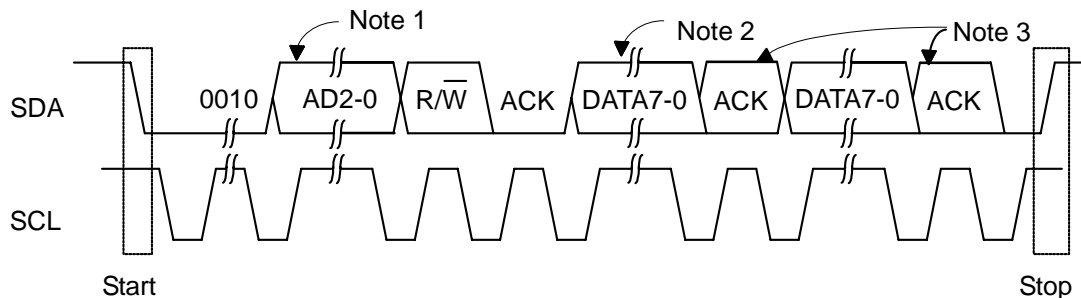 Note 1
Note 2
Note 3
SDA
0010
AD2-0
R/W̅
ACK
DATA7-0
ACK
DATA7-0
ACK
SCL
Start
Stop